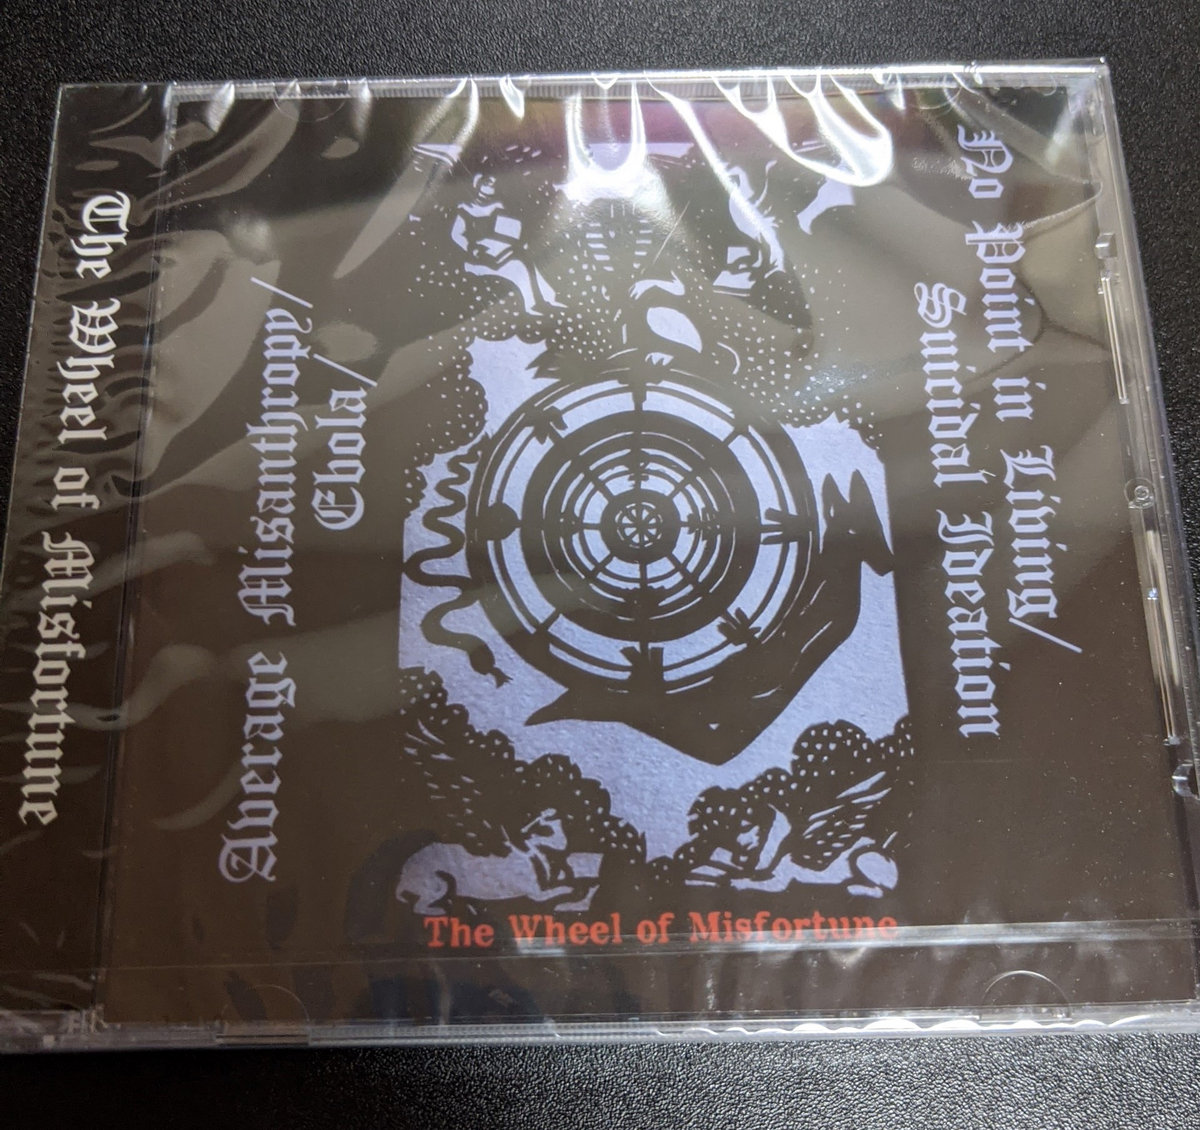 The Wheel of Misfortune
Average Misanthropy/
Ebola/
No Point in Living/
Suicidal Ideation
The Wheel of Misfortune